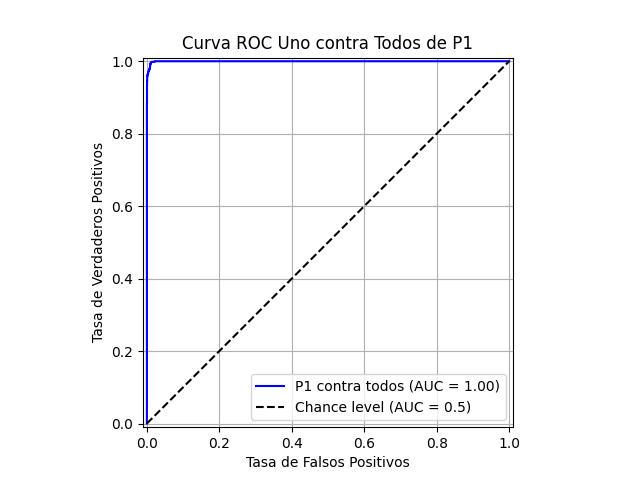 Curva ROC Uno contra Todos de P1
1.0
0.8
0.6
0.4
0.2
0.0
Tasa de Verdaderos Positivos
P1 contra todos (AUC = 1.00)
Chance level (AUC = 0.5)
0.0 0.2 0.4 0.6 0.8 1.0
Tasa de Falsos Positivos